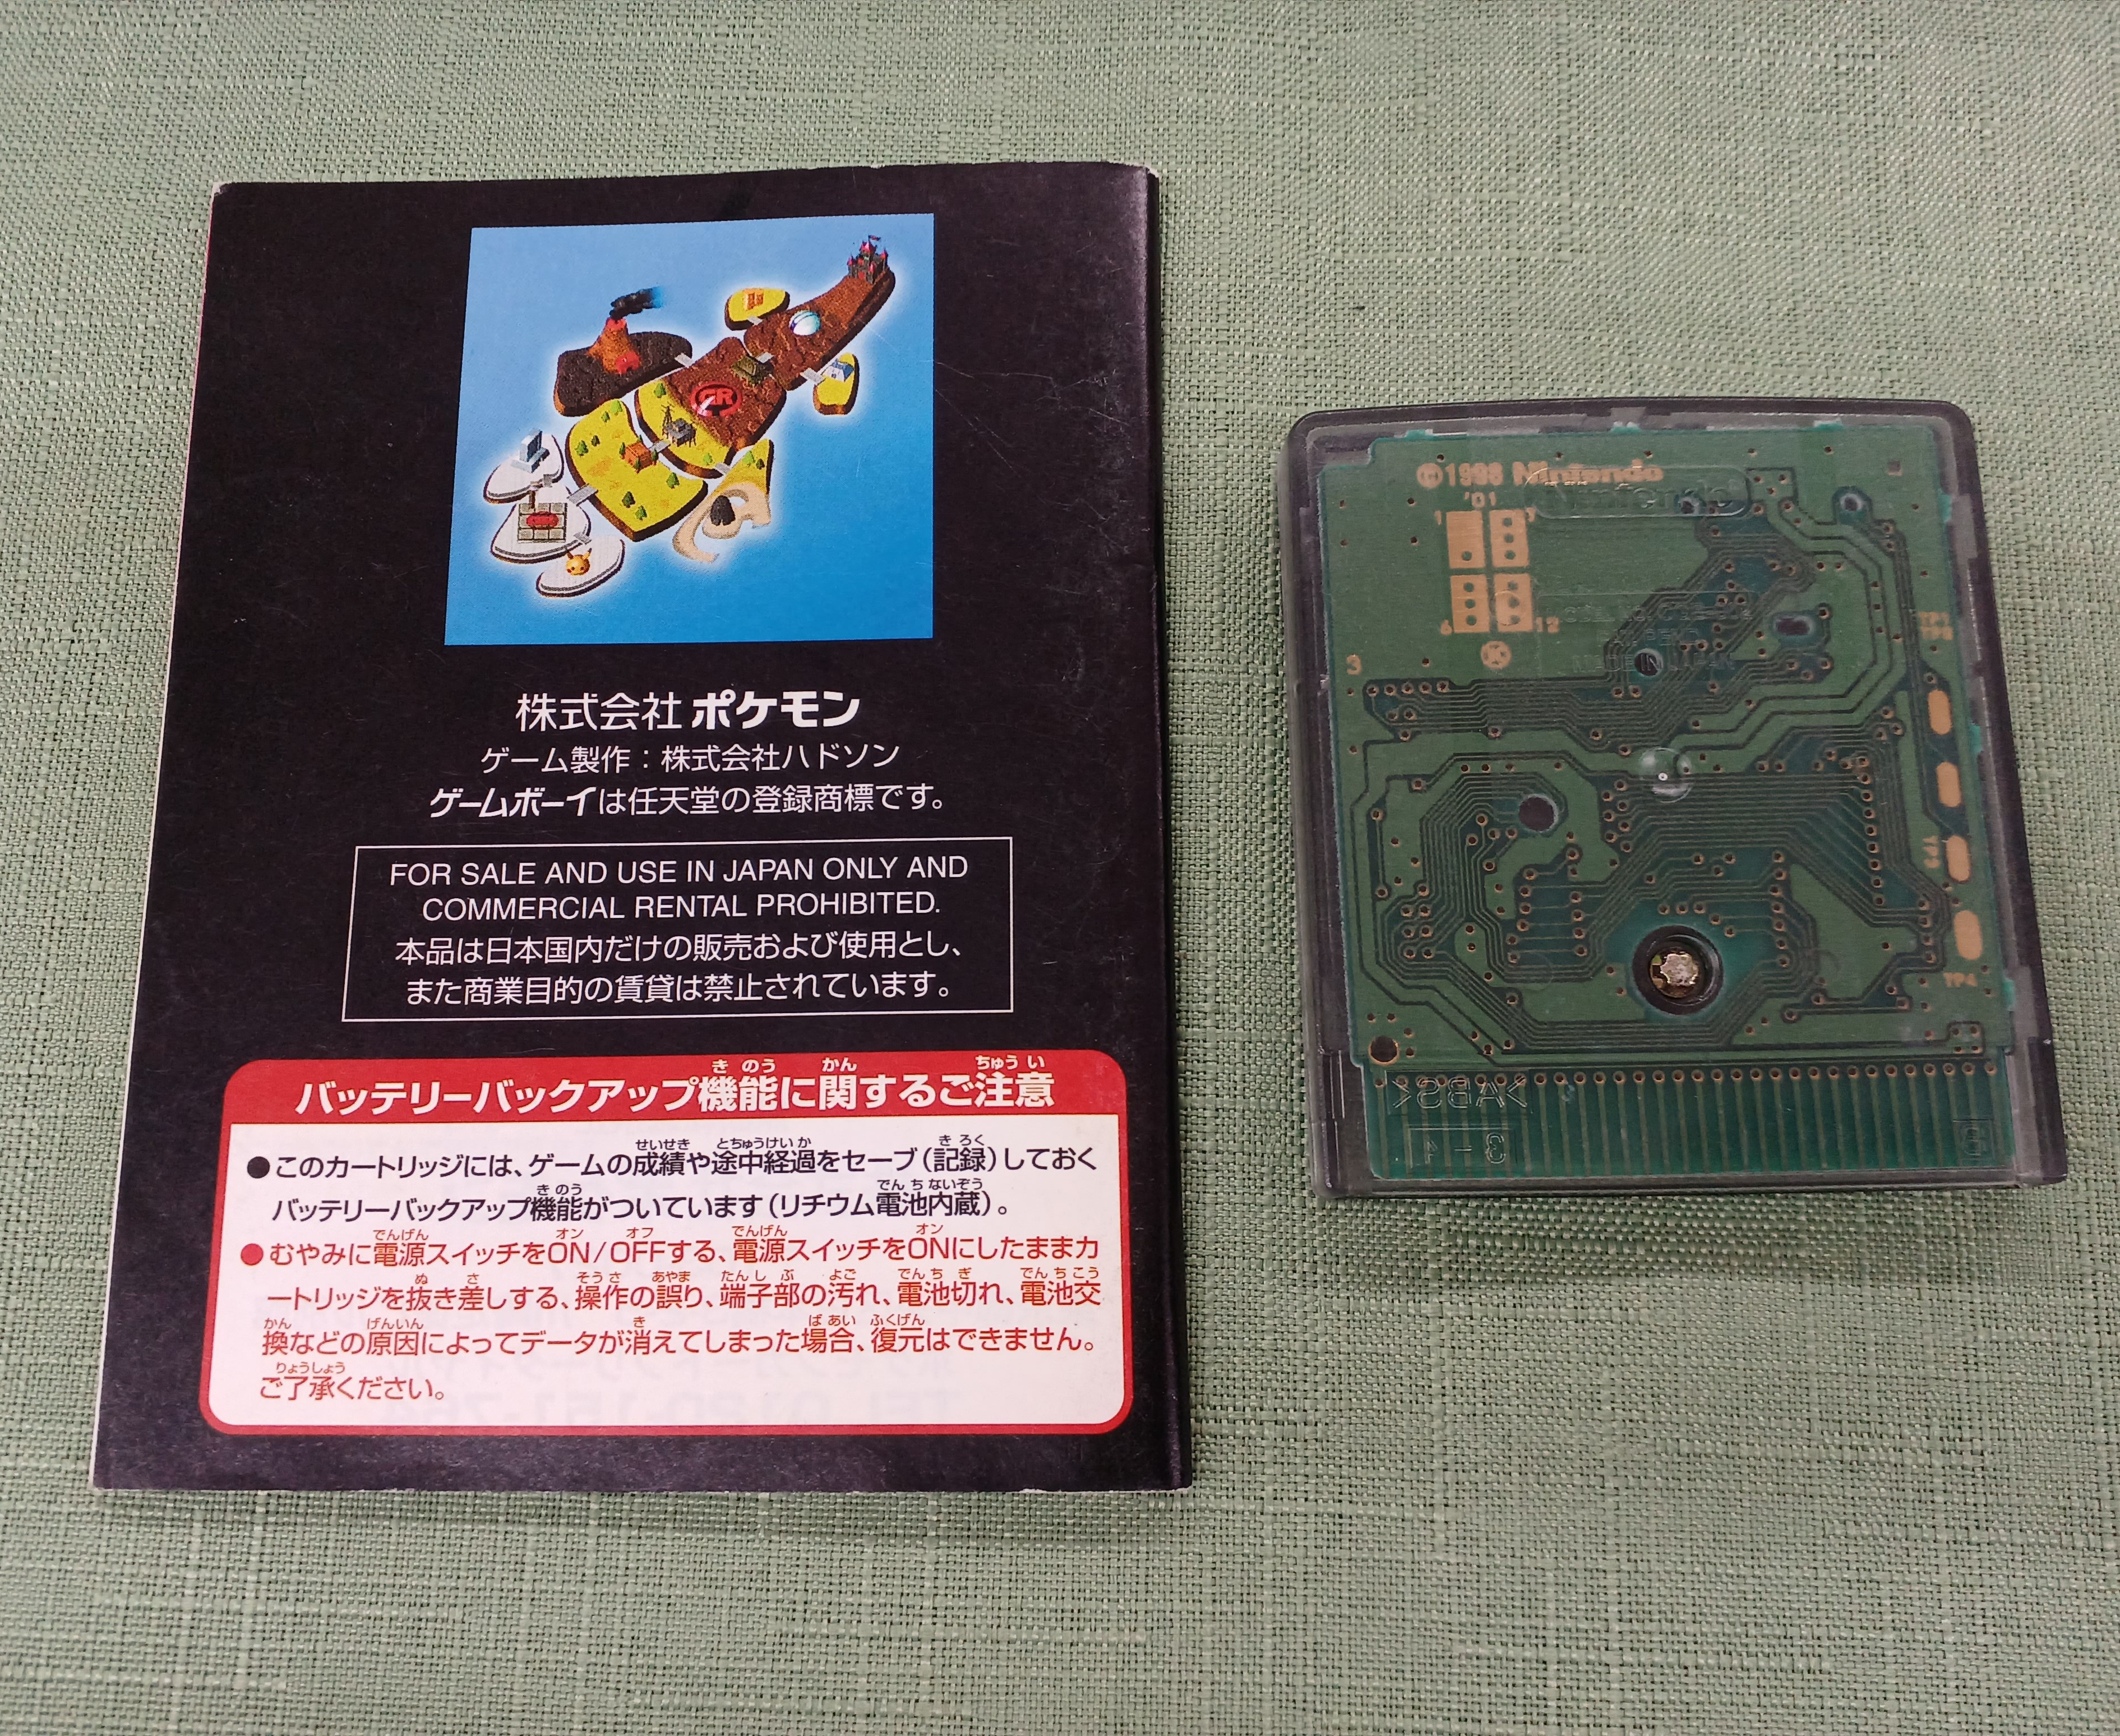 GR
株式会社ポケモン
ゲーム製作：株式会社ハドソン
ゲームボーイは任天堂の登録商標です。
FOR SALE AND USE IN JAPAN ONLY AND
COMMERCIAL RENTAL PROHIBITED.
本品は日本国内だけの販売および使用とし、
また商業目的の賃貸は禁止されています。
バッテリーバックアップ機能に関するご注意
●このカートリッジには、ゲームの成績や途中経過をセーブ（記録）しておく
バッテリーバックアップ機能がついています（リチウム電池内蔵）。
●むやみに電源スイッチをON/OFFする、電源スイッチをONにしたままカ
ートリッジを抜き差しする、操作の誤り、端子部の汚れ、電池切れ、電池交
換などの原因によってデータが消えてしまった場合、復元はできません。
ご了承ください。
Nintendo
'01
1
6 12
3
MADE IN JAPAN
TP4
>ABS<